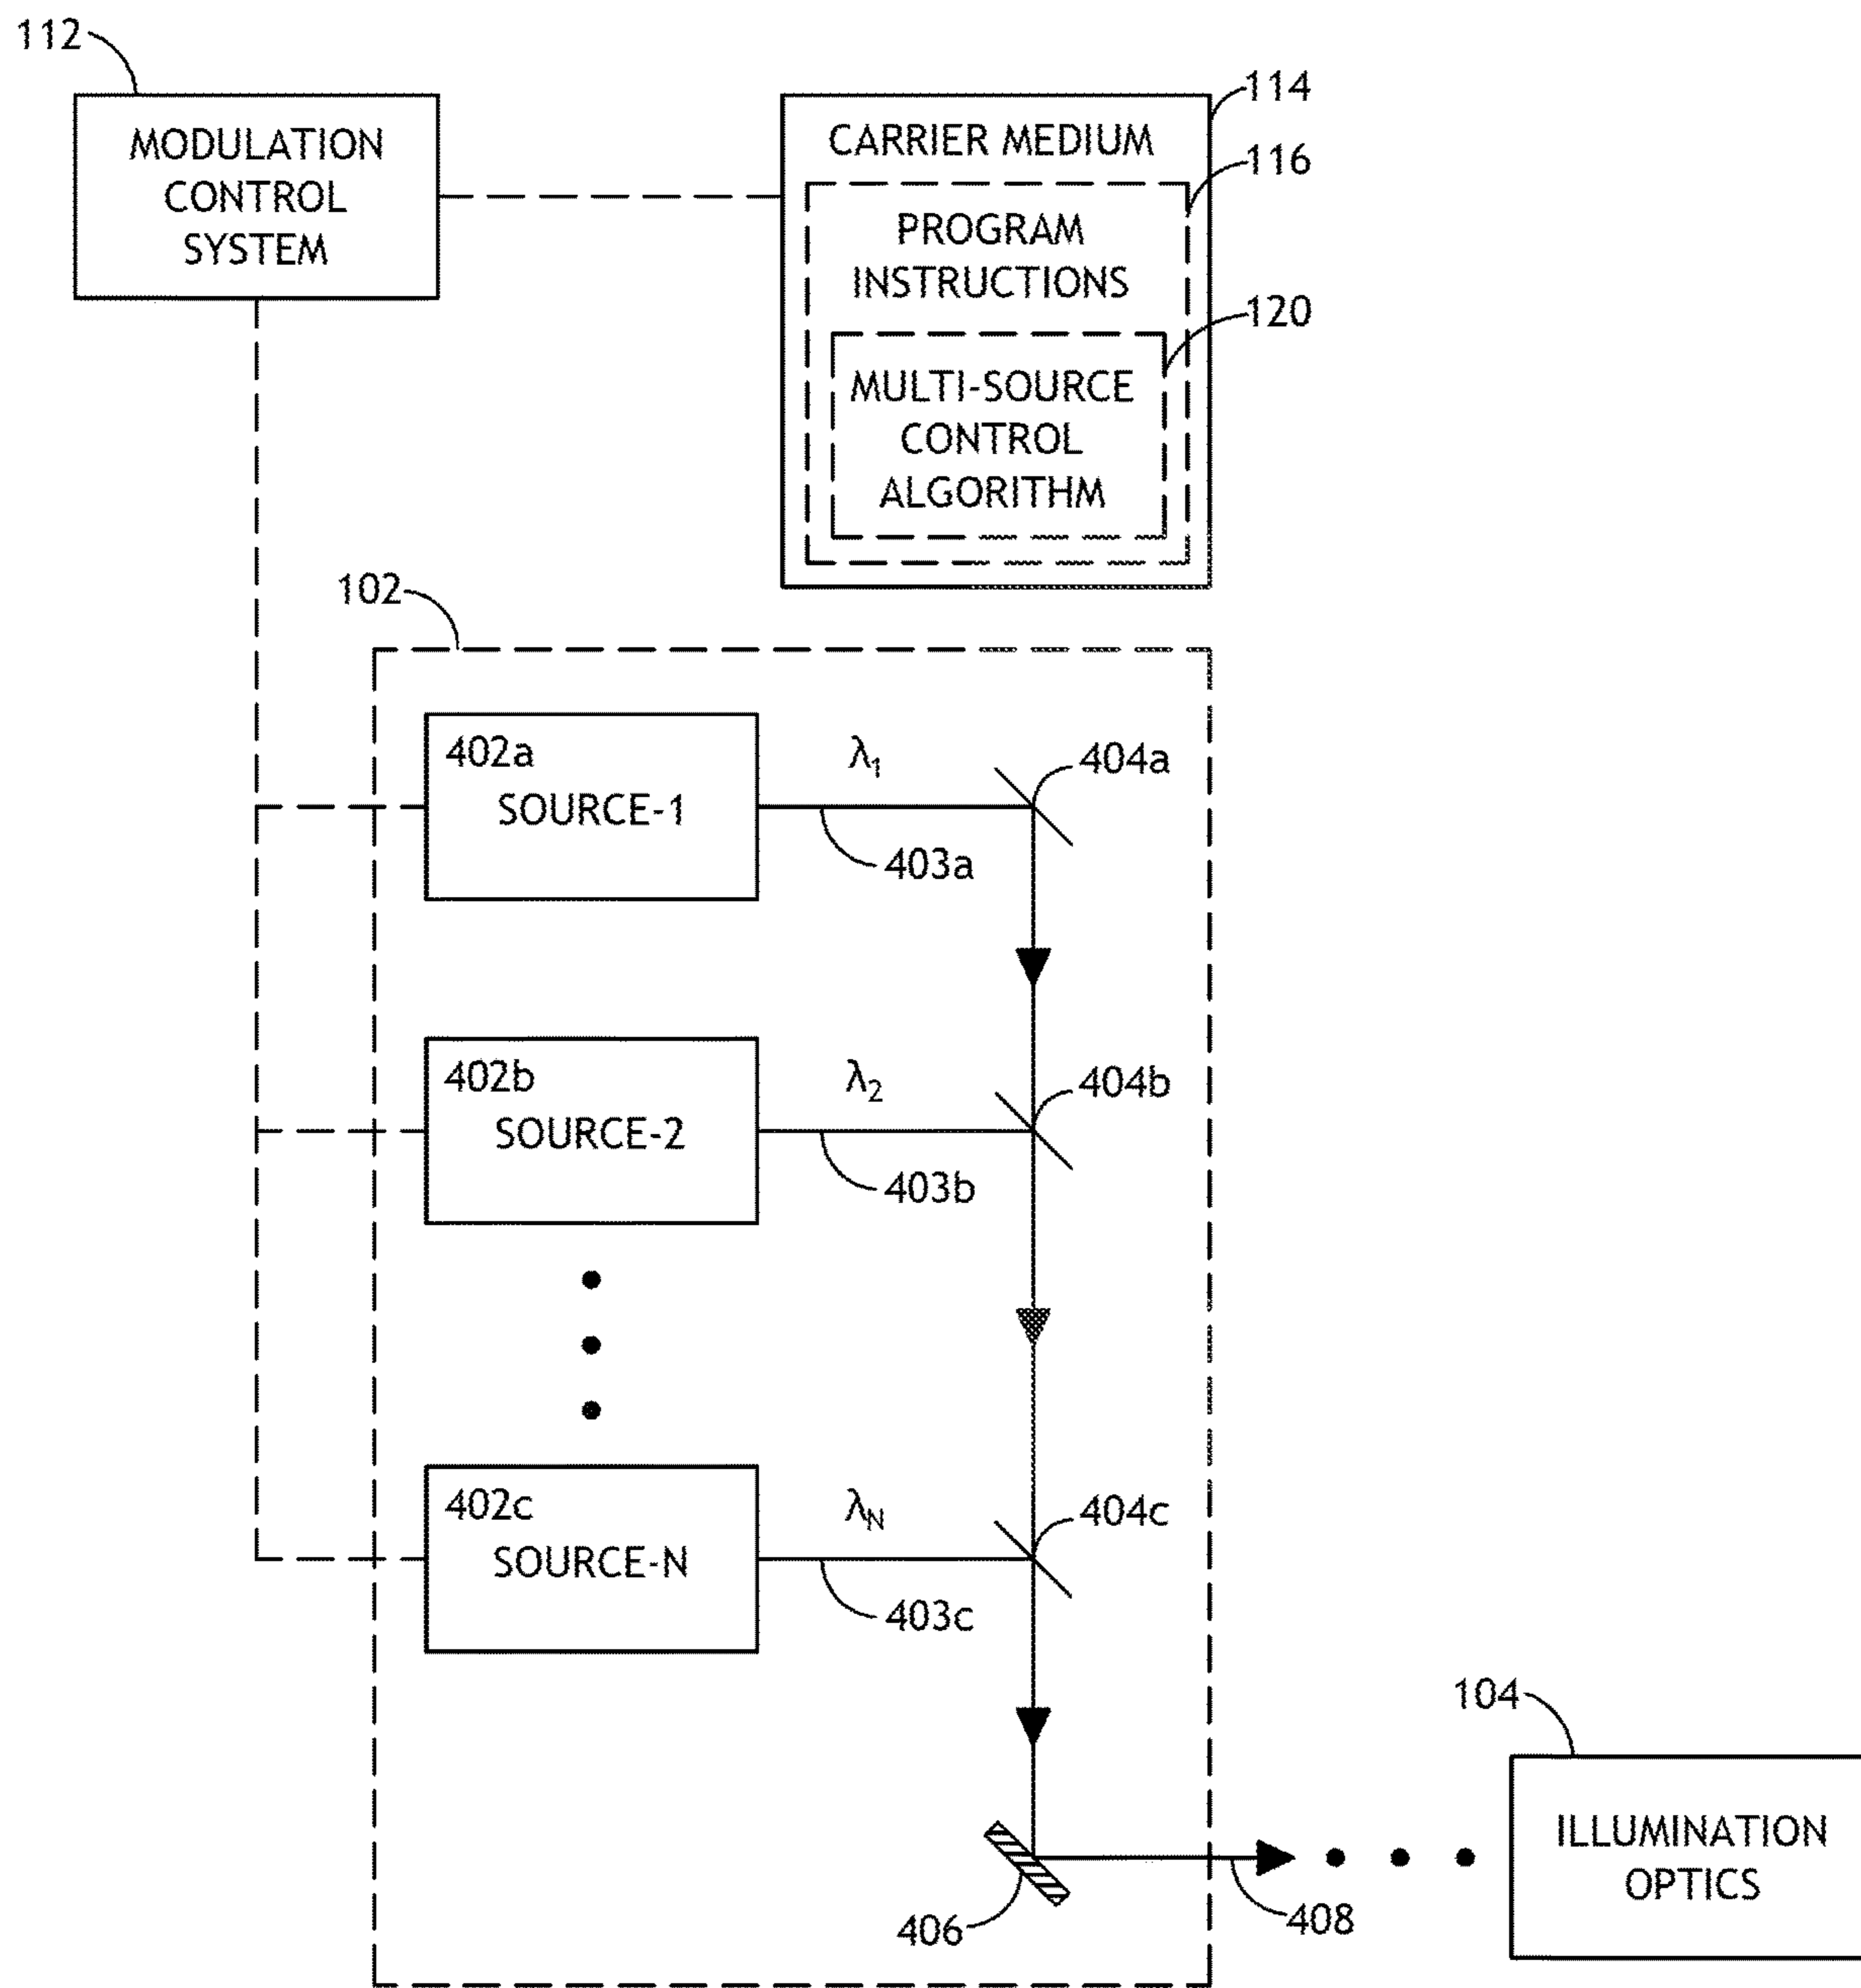 112
MODULATION
CONTROL
SYSTEM
114
CARRIER MEDIUM
116
PROGRAM
INSTRUCTIONS
120
MULTI-SOURCE
CONTROL
ALGORITHM
102
402a
SOURCE-1
λ1
404a
403a
402b
SOURCE-2
λ2
404b
403b
402c
SOURCE-N
λN
404c
403c
104
ILLUMINATION
OPTICS
406
408